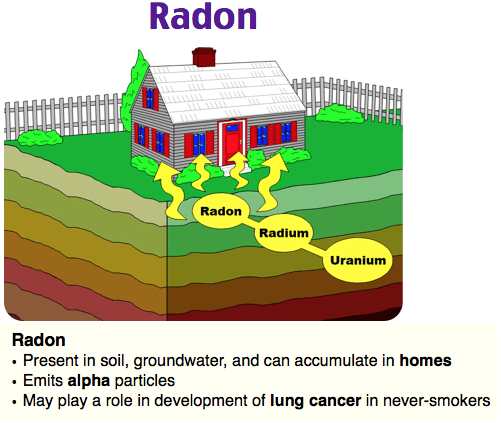 Radon
Radon
Radium
Uranium
Radon
• Present in soil, groundwater, and can accumulate in homes
• Emits alpha particles
• May play a role in development of lung cancer in never-smokers